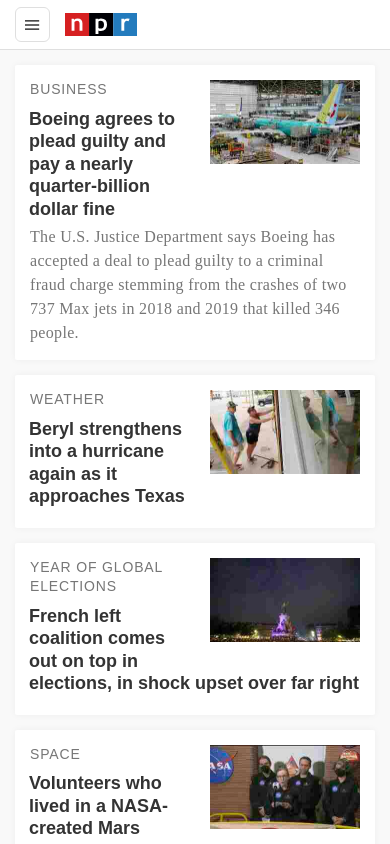 npr
BUSINESS
Boeing agrees to
plead guilty and
pay a nearly
quarter-billion
dollar fine
The U.S. Justice Department says Boeing has
accepted a deal to plead guilty to a criminal
fraud charge stemming from the crashes of two
737 Max jets in 2018 and 2019 that killed 346
people.
WEATHER
Beryl strengthens
into a hurricane
again as it
approaches Texas
YEAR OF GLOBAL
ELECTIONS
French left
coalition comes
out on top in
elections, in shock upset over far right
SPACE
NASA
Volunteers who
lived in a NASA-
created Mars